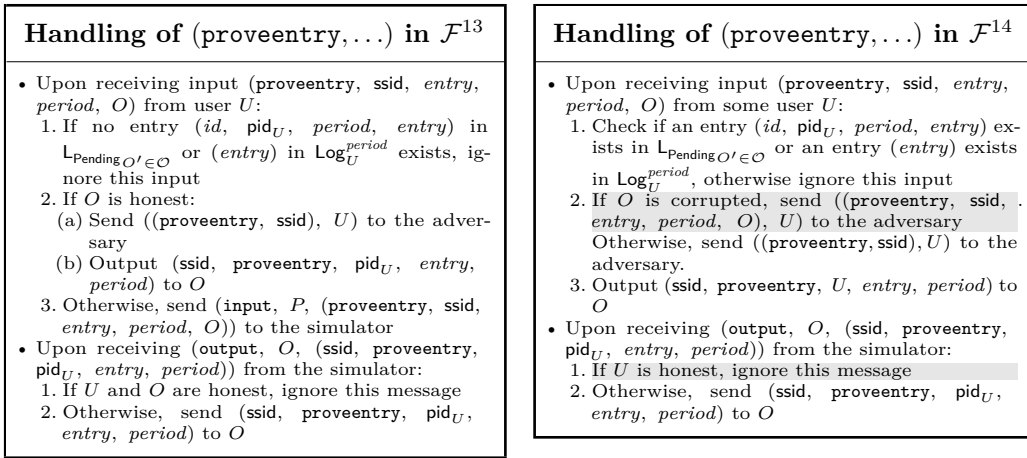 Handling of (proveentry, ...) in F^13
• Upon receiving input (proveentry, ssid, entry,
period, O) from user U:
1. If no entry (id, pid_U, period, entry) in
L_Pending_{O'∈O} or (entry) in Log_U^period exists, ig-
nore this input
2. If O is honest:
(a) Send ((proveentry, ssid), U) to the adver-
sary
(b) Output (ssid, proveentry, pid_U, entry,
period) to O
3. Otherwise, send (input, P, (proveentry, ssid,
entry, period, O)) to the simulator
• Upon receiving (output, O, (ssid, proveentry,
pid_U, entry, period)) from the simulator:
1. If U and O are honest, ignore this message
2. Otherwise, send (ssid, proveentry, pid_U,
entry, period) to O
Handling of (proveentry, ...) in F^14
• Upon receiving input (proveentry, ssid, entry,
period, O) from some user U:
1. Check if an entry (id, pid_U, period, entry) ex-
ists in L_Pending_{O'∈O} or an entry (entry) exists
in Log_U^period, otherwise ignore this input
2. If O is corrupted, send ((proveentry, ssid, .
entry, period, O), U) to the adversary
Otherwise, send ((proveentry, ssid), U) to the
adversary.
3. Output (ssid, proveentry, U, entry, period) to
O
• Upon receiving (output, O, (ssid, proveentry,
pid_U, entry, period)) from the simulator:
1. If U is honest, ignore this message
2. Otherwise, send (ssid, proveentry, pid_U,
entry, period) to O